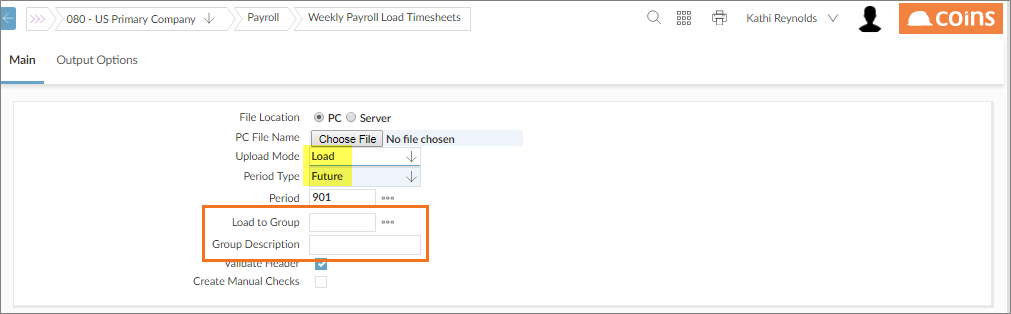 080 - US Primary Company Payroll Weekly Payroll Load Timesheets Kathi Reynolds coins
Main Output Options
File Location PC Server
PC File Name Choose File No file chosen
Upload Mode Load
Period Type Future
Period 901
Load to Group
Group Description
Validate Header
Create Manual Checks